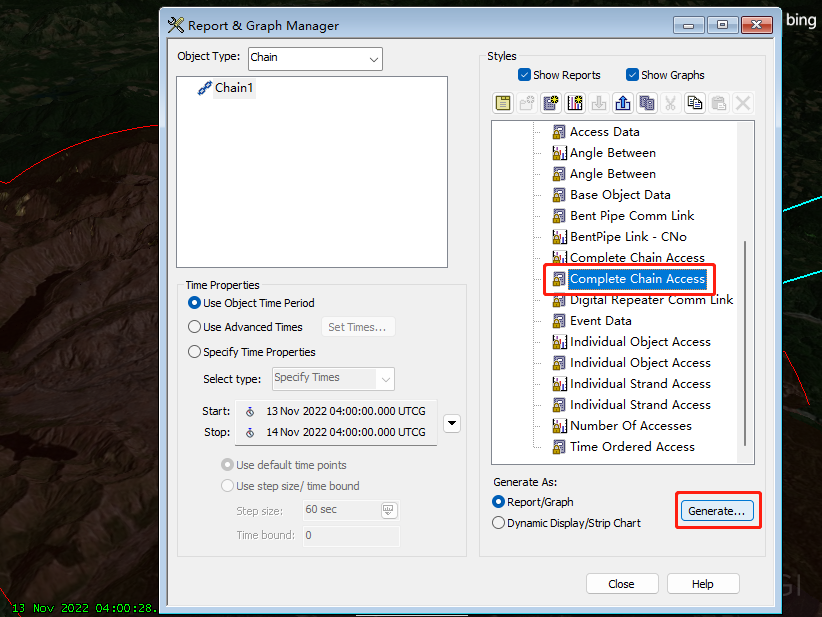 Report & Graph Manager
bing
Object Type: Chain
Chain1
Time Properties
Use Object Time Period
Use Advanced Times
Set Times...
Specify Time Properties
Select type: Specify Times
Start: 13 Nov 2022 04:00:00.000 UTCG
Stop: 14 Nov 2022 04:00:00.000 UTCG
Use default time points
Use step size/ time bound
Step size: 60 sec
Time bound: 0
Styles
Show Reports
Show Graphs
Access Data
Angle Between
Angle Between
Base Object Data
Bent Pipe Comm Link
BentPipe Link - CNo
Complete Chain Access
Complete Chain Access
Digital Repeater Comm Link
Event Data
Individual Object Access
Individual Object Access
Individual Strand Access
Individual Strand Access
Number Of Accesses
Time Ordered Access
Generate As:
Report/Graph
Dynamic Display/Strip Chart
Generate...
Close
Help
13 Nov 2022 04:00:28.